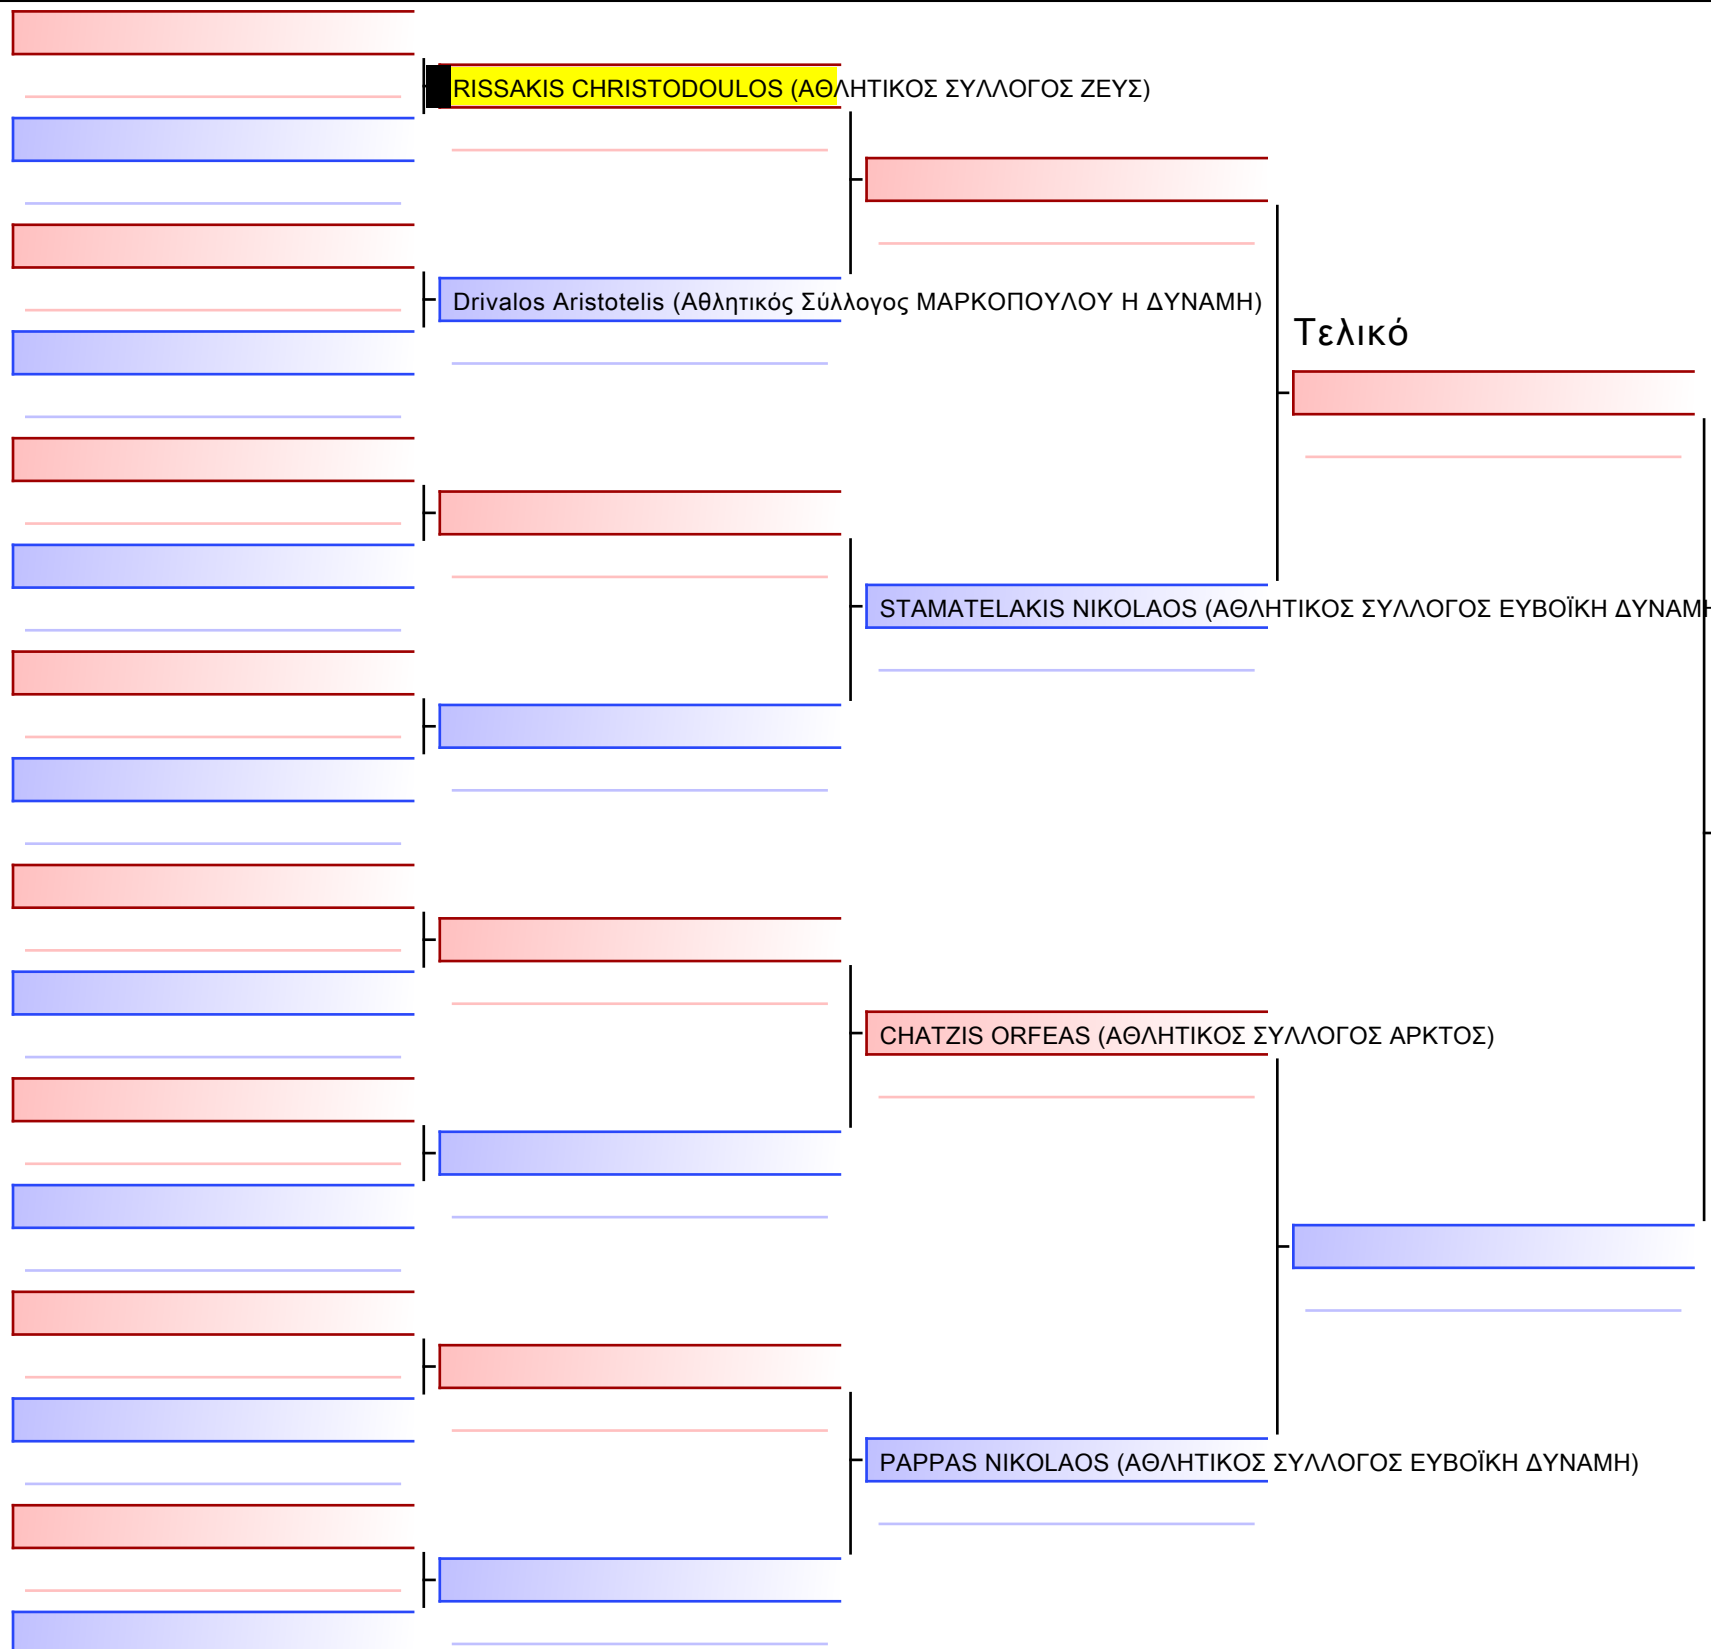 RISSAKIS CHRISTODOULOS (ΑΘΛΗΤΙΚΟΣ ΣΥΛΛΟΓΟΣ ΖΕΥΣ)
Drivalos Aristotelis (Αθλητικός Σύλλογος ΜΑΡΚΟΠΟΥΛΟΥ Η ΔΥΝΑΜΗ)
Τελικό
STAMATELAKIS NIKOLAOS (ΑΘΛΗΤΙΚΟΣ ΣΥΛΛΟΓΟΣ ΕΥΒΟΪΚΗ ΔΥΝΑΜΗ
CHATZIS ORFEAS (ΑΘΛΗΤΙΚΟΣ ΣΥΛΛΟΓΟΣ ΑΡΚΤΟΣ)
PAPPAS NIKOLAOS (ΑΘΛΗΤΙΚΟΣ ΣΥΛΛΟΓΟΣ ΕΥΒΟΪΚΗ ΔΥΝΑΜΗ)